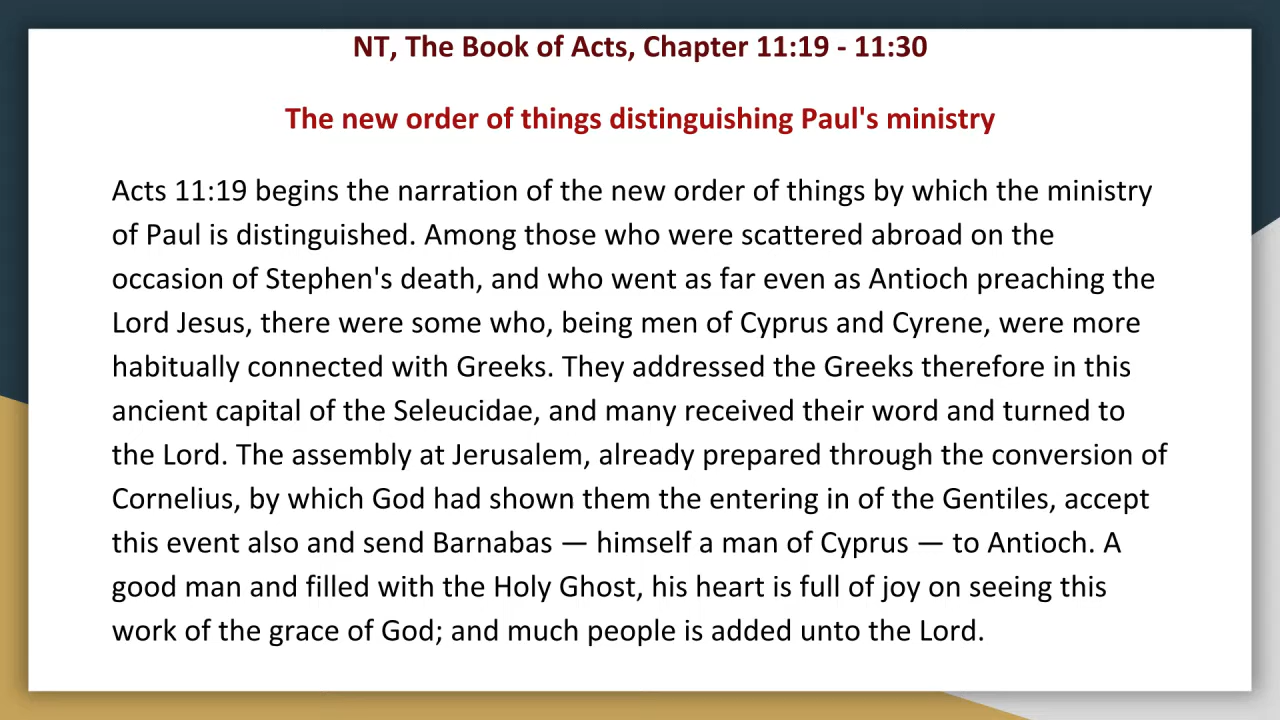 NT, The Book of Acts, Chapter 11:19 - 11:30
The new order of things distinguishing Paul's ministry
Acts 11:19 begins the narration of the new order of things by which the ministry
of Paul is distinguished. Among those who were scattered abroad on the
occasion of Stephen's death, and who went as far even as Antioch preaching the
Lord Jesus, there were some who, being men of Cyprus and Cyrene, were more
habitually connected with Greeks. They addressed the Greeks therefore in this
ancient capital of the Seleucidae, and many received their word and turned to
the Lord. The assembly at Jerusalem, already prepared through the conversion of
Cornelius, by which God had shown them the entering in of the Gentiles, accept
this event also and send Barnabas — himself a man of Cyprus — to Antioch. A
good man and filled with the Holy Ghost, his heart is full of joy on seeing this
work of the grace of God; and much people is added unto the Lord.